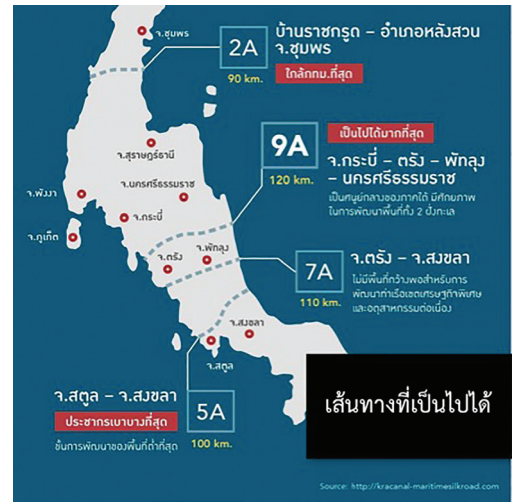 จ.ชุมพร
2A
90 km.
บ้านราชกรูด – อำเภอหลังสวน
จ.ชุมพร
ใกล้กทม.ที่สุด
จ.สุราษฎร์ธานี
จ.นครศรีธรรมราช
จ.พังงา
จ.กระบี่
จ.ภูเก็ต
จ.ตรัง
จ.พัทลุง
9A
120 km.
เป็นไปได้มากที่สุด
จ.กระบี่ – ตรัง – พัทลุง
– นครศรีธรรมราช
เป็นศูนย์กลางของภาคใต้ มีศักยภาพ
ในการพัฒนาพื้นที่ทั้ง 2 ฝั่งทะเล
7A
110 km.
จ.ตรัง – จ.สงขลา
ไม่มีพื้นที่กว้างพอสำหรับการ
พัฒนาท่าเรือเขตเศรษฐกิจพิเศษ
และอุตสาหกรรมต่อเนื่อง
จ.สงขลา
จ.สตูล
จ.สตูล – จ.สงขลา
ประชากรเบาบางที่สุด
ขั้นการพัฒนาของพื้นที่ต่ำที่สุด
5A
100 km.
เส้นทางที่เป็นไปได้
Source: http://kracanal-maritimesilkroad.com